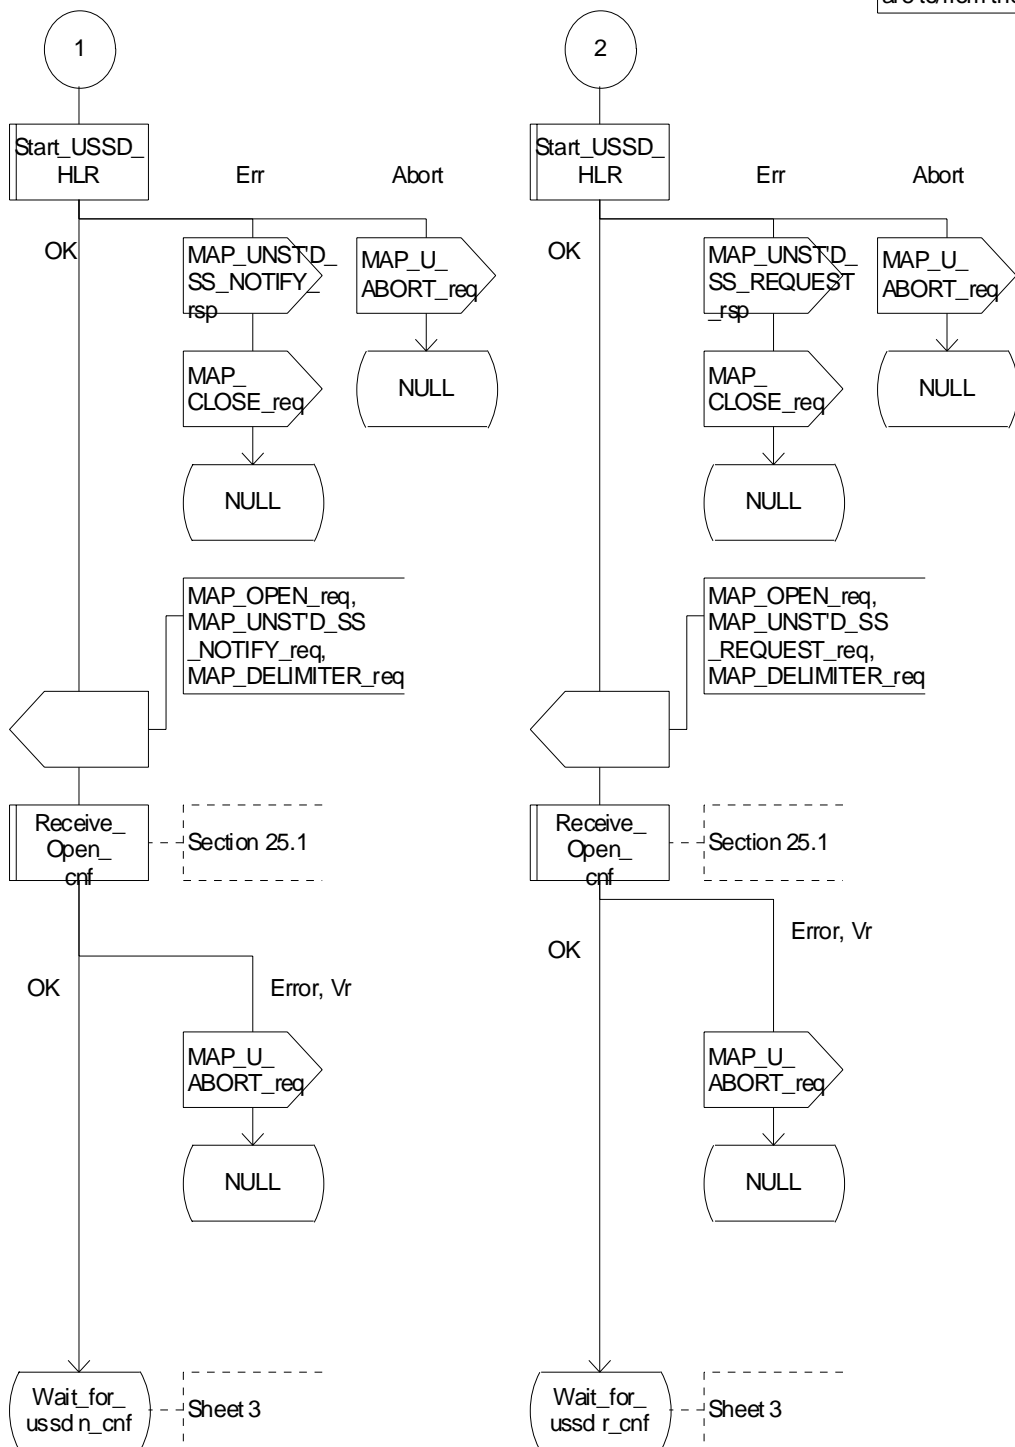 1
2
Start_USSD_
HLR
Err
Abort
OK
MAP_UNST'D_
SS_NOTIFY_
rsp
MAP_U_
ABORT_req
MAP_
CLOSE_req
NULL
NULL
MAP_OPEN_req,
MAP_UNST'D_SS
_NOTIFY_req,
MAP_DELIMITER_req
Receive_
Open_
cnf
Section 25.1
OK
Error, Vr
MAP_U_
ABORT_req
NULL
Wait_for_
ussd n_cnf
Sheet 3
Start_USSD_
HLR
Err
Abort
OK
MAP_UNST'D_
SS_REQUEST
_rsp
MAP_U_
ABORT_req
MAP_
CLOSE_req
NULL
NULL
MAP_OPEN_req,
MAP_UNST'D_SS
_REQUEST_req,
MAP_DELIMITER_req
Receive_
Open_
cnf
Section 25.1
OK
Error, Vr
MAP_U_
ABORT_req
NULL
Wait_for_
ussd r_cnf
Sheet 3